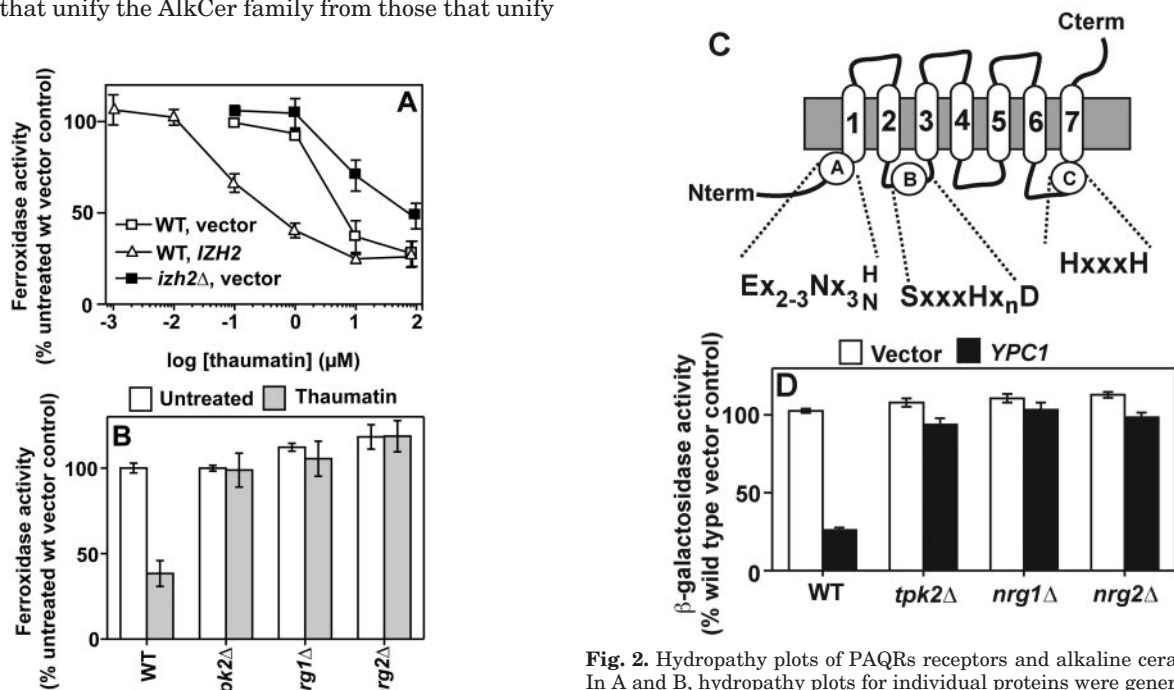 that unify the AlkCer family from those that unify
A
Ferroxidase activity
(% untreated wt vector control)
100
50
0
WT, vector
WT, IZH2
izh2Δ, vector
-3 -2 -1 0 1 2
log [thaumatin] (µM)
Untreated Thaumatin
B
Ferroxidase activity
(% untreated wt vector control)
100
50
0
WT
pk2Δ
rg1Δ
rg2Δ
C
Cterm
1 2 3 4 5 6 7
A B C
Nterm
Ex2-3Nx3 H N
SxxxHxnD
HxxxH
Vector YPC1
D
β-galactosidase activity
(% wild type vector control)
100
50
0
WT tpk2Δ nrg1Δ nrg2Δ
Fig. 2. Hydropathy plots of PAQRs receptors and alkaline cera
In A and B, hydropathy plots for individual proteins were gener